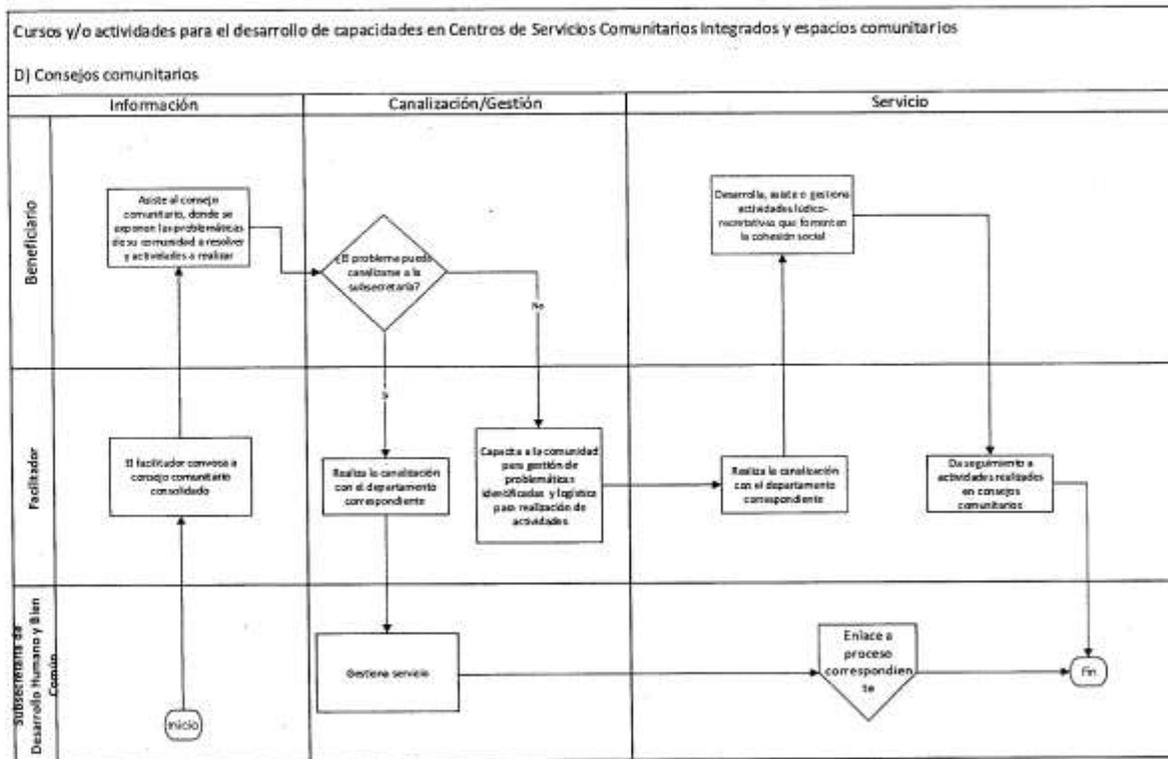 Cursos y/o actividades para el desarrollo de capacidades en Centros de Servicios Comunitarios Integrados y espacios comunitarios
D) Consejos comunitarios
Información
Canalización/Gestión
Servicio
Beneficiario
Asiste al consejo
comunitario, donde se
exponen las problemáticas
de su comunidad a resolver
y actividades a realizar
¿El problema puede
canalizarse a la
subsecretaría?
No
Si
Desarrolla, asiste o gestiona
actividades lúdico-
recreativas que fomenten
la cohesión social
Facilitador
El facilitador convoca a
consejo comunitario
consolidado
Realiza la canalización
con el departamento
correspondiente
Capacita a la comunidad
para gestión de
problemáticas
identificadas y logística
para realización de
actividades
Realiza la canalización
con el departamento
correspondiente
Da seguimiento a
actividades realizadas
en consejos
comunitarios
Subsecretaría de
Desarrollo Humano y Bien
Común
Inicio
Gestiona servicio
Enlace a
proceso
correspondien
te
Fin